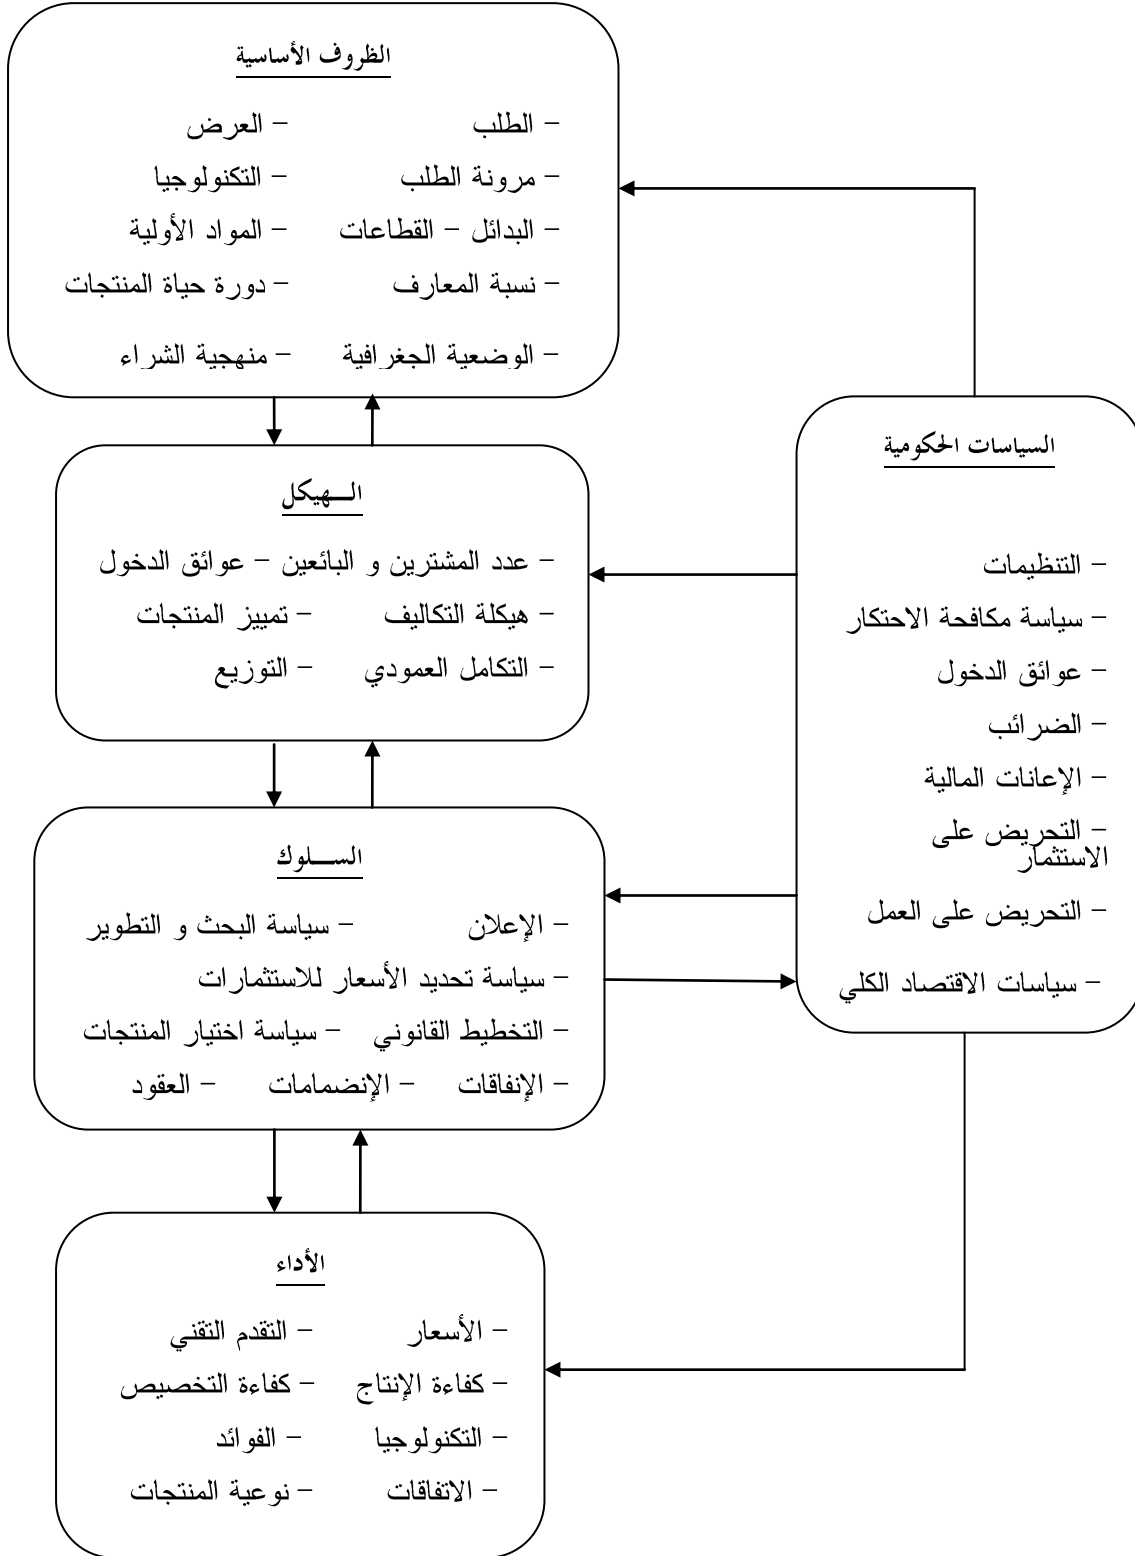 الظروف الأساسية
– الطلب – العرض
– مرونة الطلب – التكنولوجيا
– البدائل – القطاعات – المواد الأولية
– نسبة المعارف – دورة حياة المنتجات
– الوضعية الجغرافية – منهجية الشراء
الـــهيكل
– عدد المشترين و البائعين – عوائق الدخول
– هيكلة التكاليف – تمييز المنتجات
– التكامل العمودي – التوزيع
الســـلوك
– الإعلان – سياسة البحث و التطوير
– سياسة تحديد الأسعار للاستثمارات
– التخطيط القانوني – سياسة اختيار المنتجات
– الإنفاقات – الإنضمامات – العقود
الأداء
– الأسعار – التقدم التقني
– كفاءة الإنتاج – كفاءة التخصيص
– التكنولوجيا – الفوائد
– الاتفاقات – نوعية المنتجات
السياسات الحكومية
– التنظيمات
– سياسة مكافحة الاحتكار
– عوائق الدخول
– الضرائب
– الإعانات المالية
– التحريض على
الاستثمار
– التحريض على العمل
– سياسات الاقتصاد الكلي